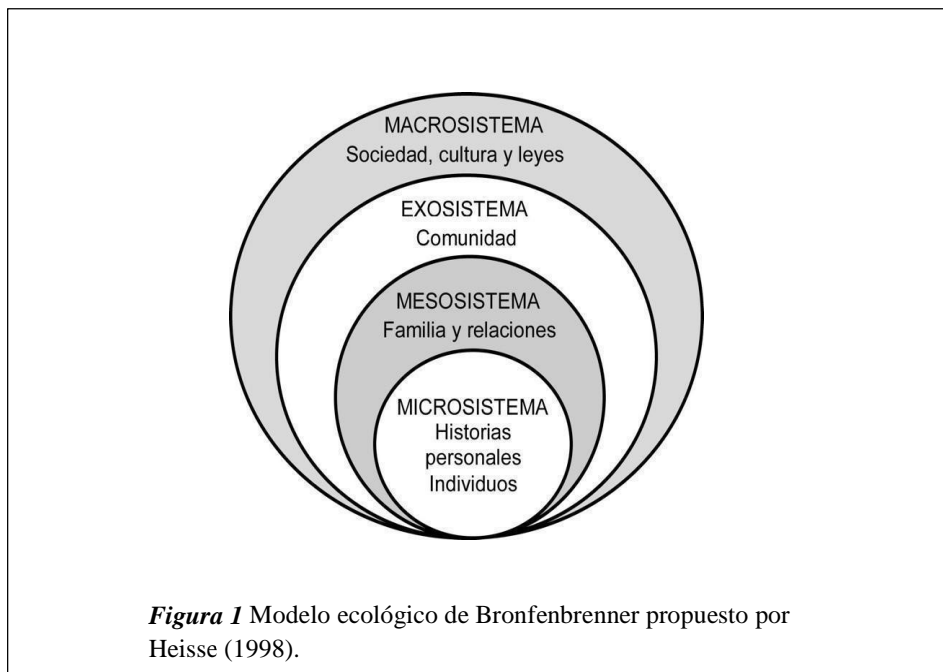 MACROSISTEMA
Sociedad, cultura y leyes
EXOSISTEMA
Comunidad
MESOSISTEMA
Familia y relaciones
MICROSISTEMA
Historias
personales
Individuos
Figura 1 Modelo ecológico de Bronfenbrenner propuesto por
Heisse (1998).